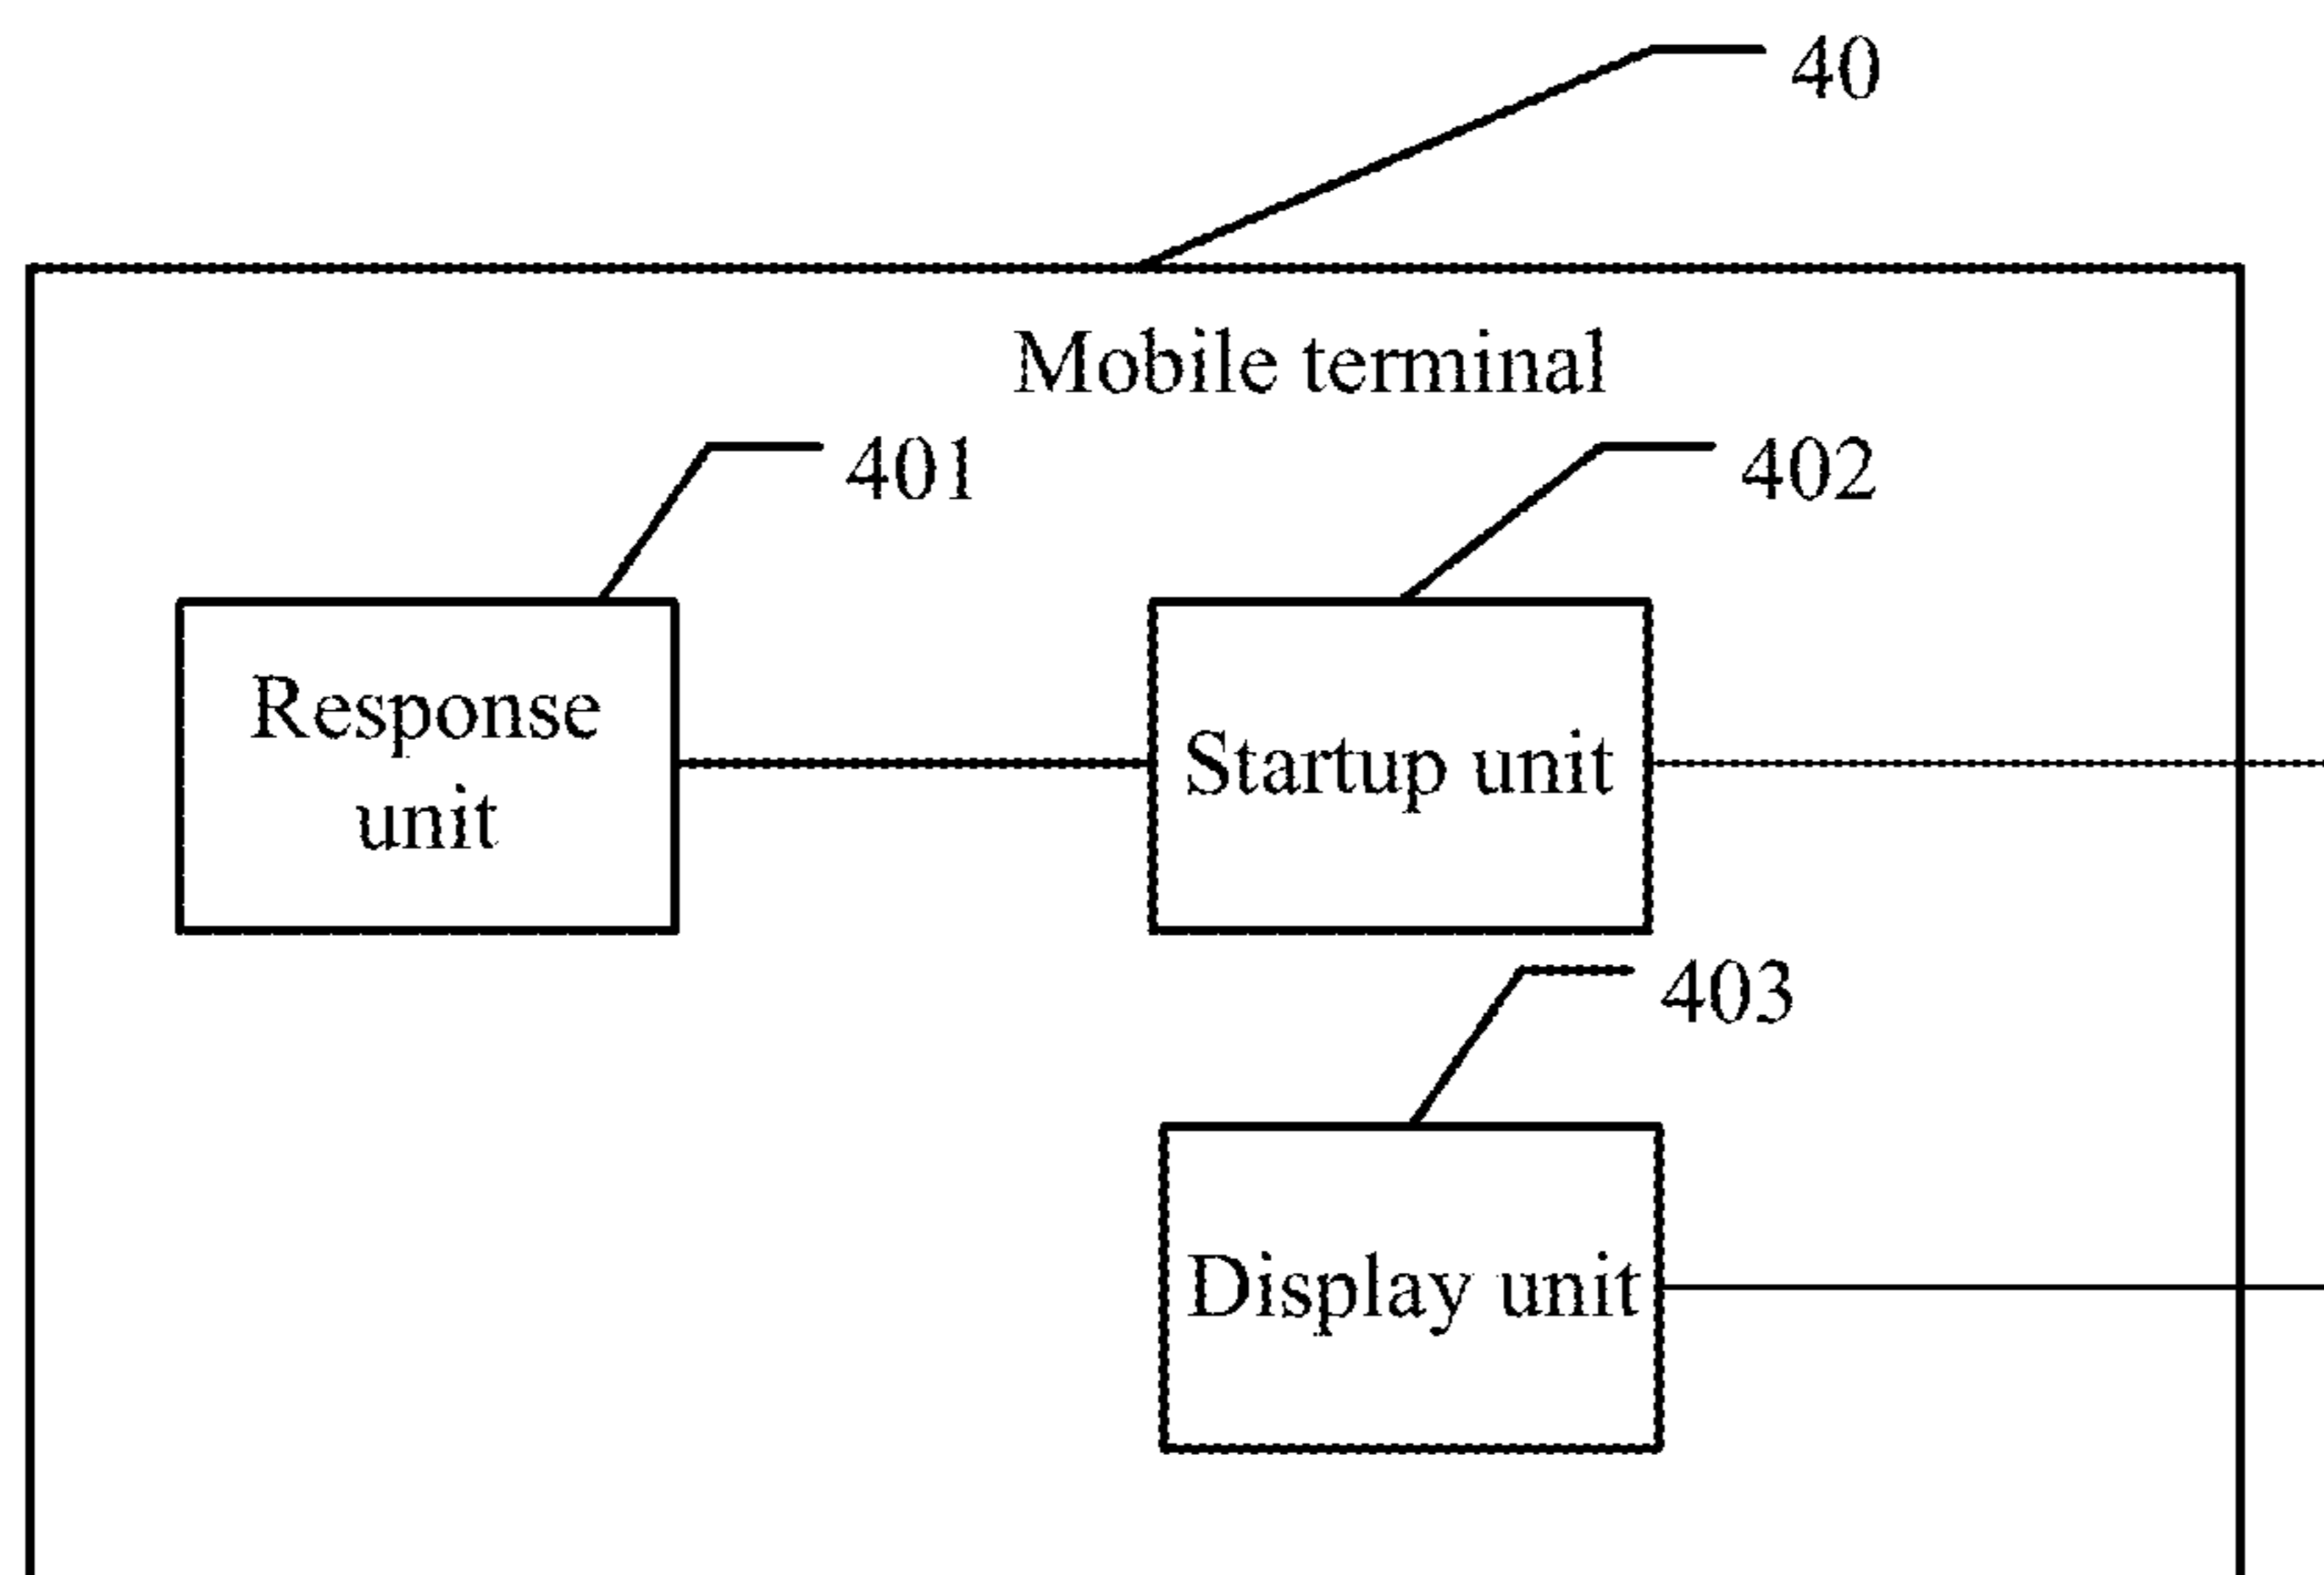 40
Mobile terminal
401
402
Response
unit
Startup unit
403
Display unit